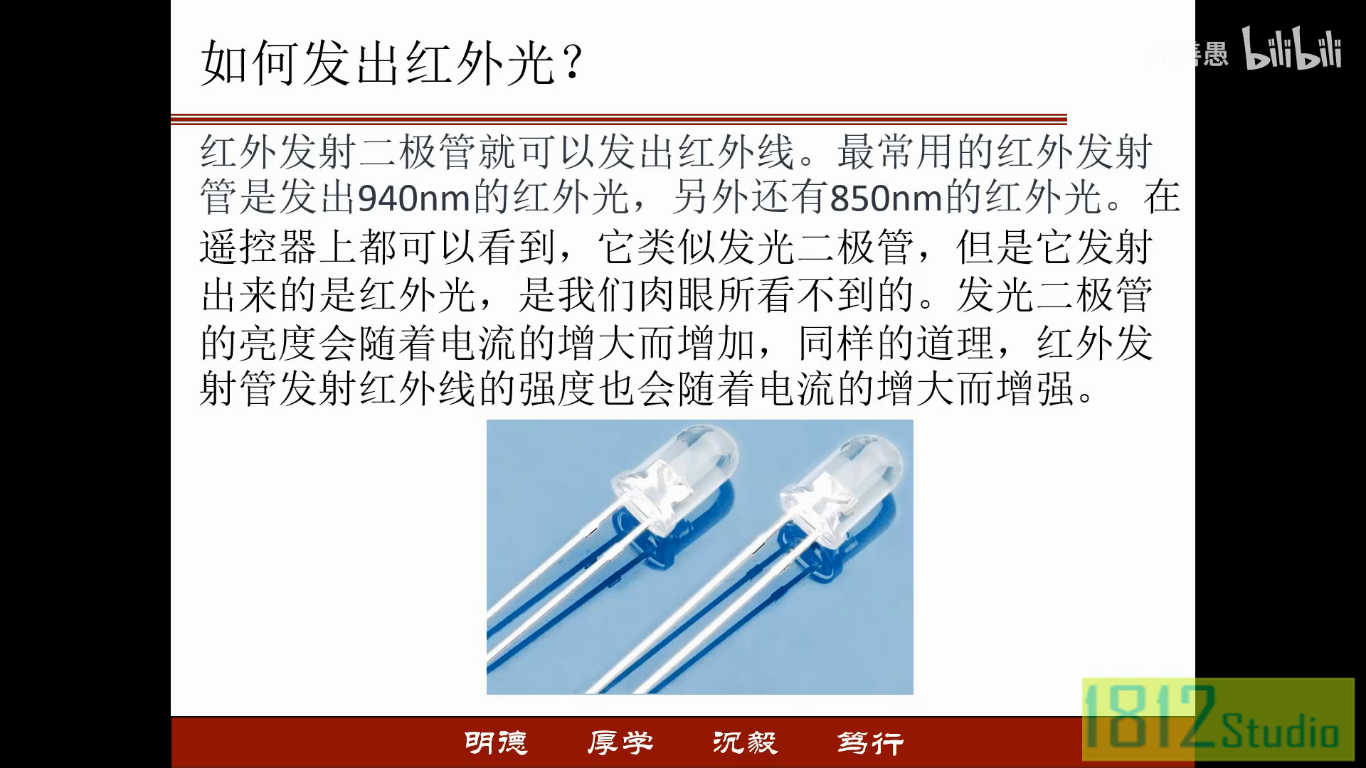 如何发出红外光？
愚 bilibili
红外发射二极管就可以发出红外线。最常用的红外发射
管是发出940nm的红外光，另外还有850nm的红外光。在
遥控器上都可以看到，它类似发光二极管，但是它发射
出来的是红外光，是我们肉眼所看不到的。发光二极管
的亮度会随着电流的增大而增加，同样的道理，红外发
射管发射红外线的强度也会随着电流的增大而增强。
1812Studio
明德 厚学 沉毅 笃行